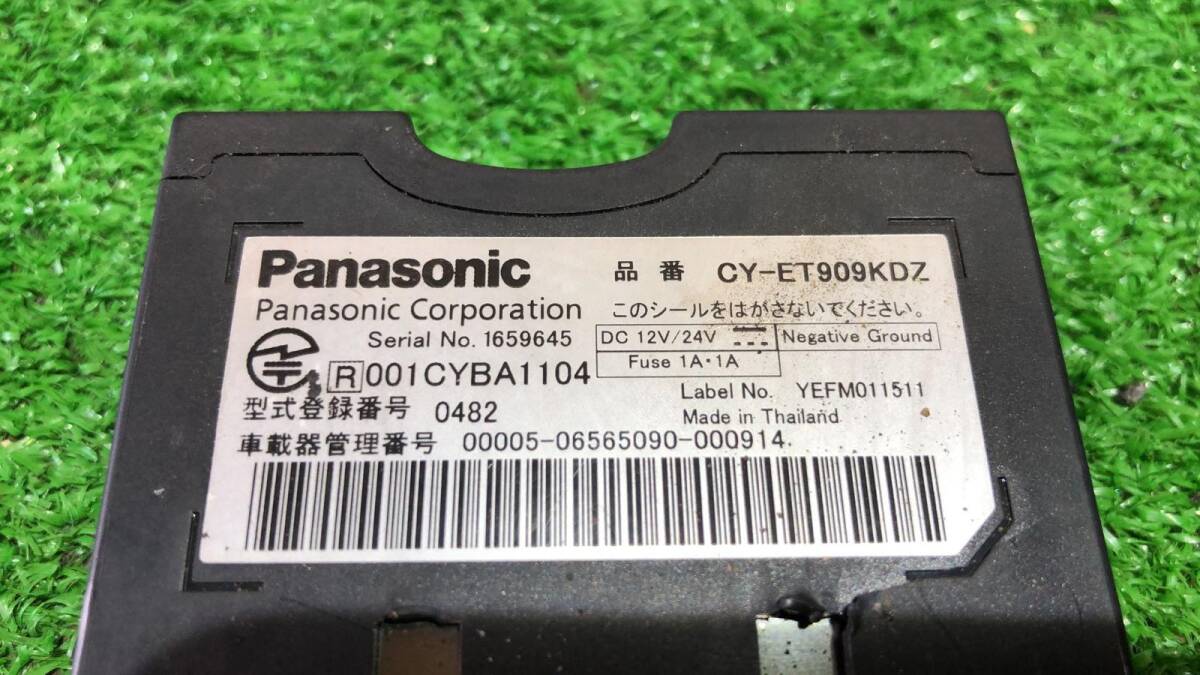 Panasonic
品番 CY-ET909KDZ
Panasonic Corporation
このシールをはがさないでください。
Serial No. 1659645
DC 12V/24V
Negative Ground
Fuse 1A・1A
R 001CYBA1104
Label No. YEFM011511
型式登録番号 0482
Made in Thailand
車載器管理番号 00005-06565090-000914.